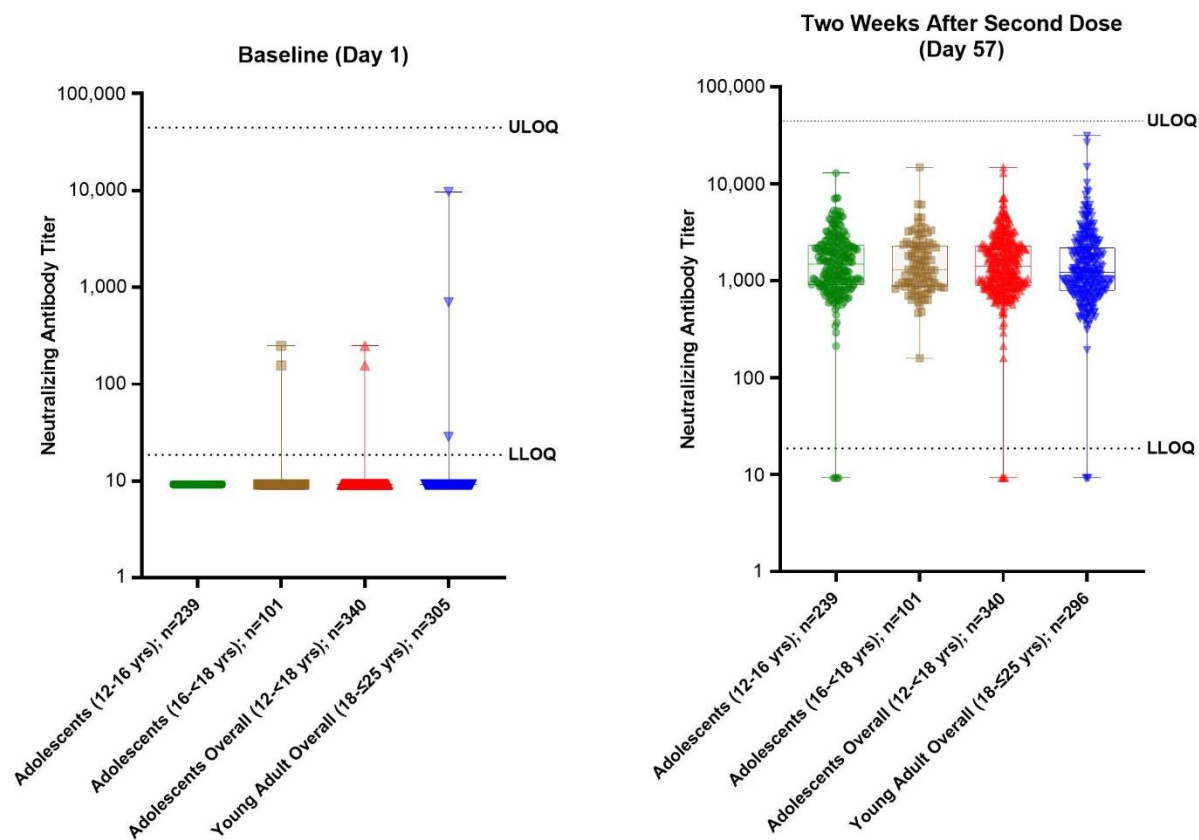 Baseline (Day 1)
Neutralizing Antibody Titer
100,000
10,000
1,000
100
10
1
ULOQ
LLOQ
Adolescents (12-16 yrs); n=239
Adolescents (16-<18 yrs); n=101
Adolescents Overall (12-<18 yrs); n=340
Young Adult Overall (18-≤25 yrs); n=305
Two Weeks After Second Dose
(Day 57)
Neutralizing Antibody Titer
100,000
10,000
1,000
100
10
1
ULOQ
LLOQ
Adolescents (12-16 yrs); n=239
Adolescents (16-<18 yrs); n=101
Adolescents Overall (12-<18 yrs); n=340
Young Adult Overall (18-≤25 yrs); n=296